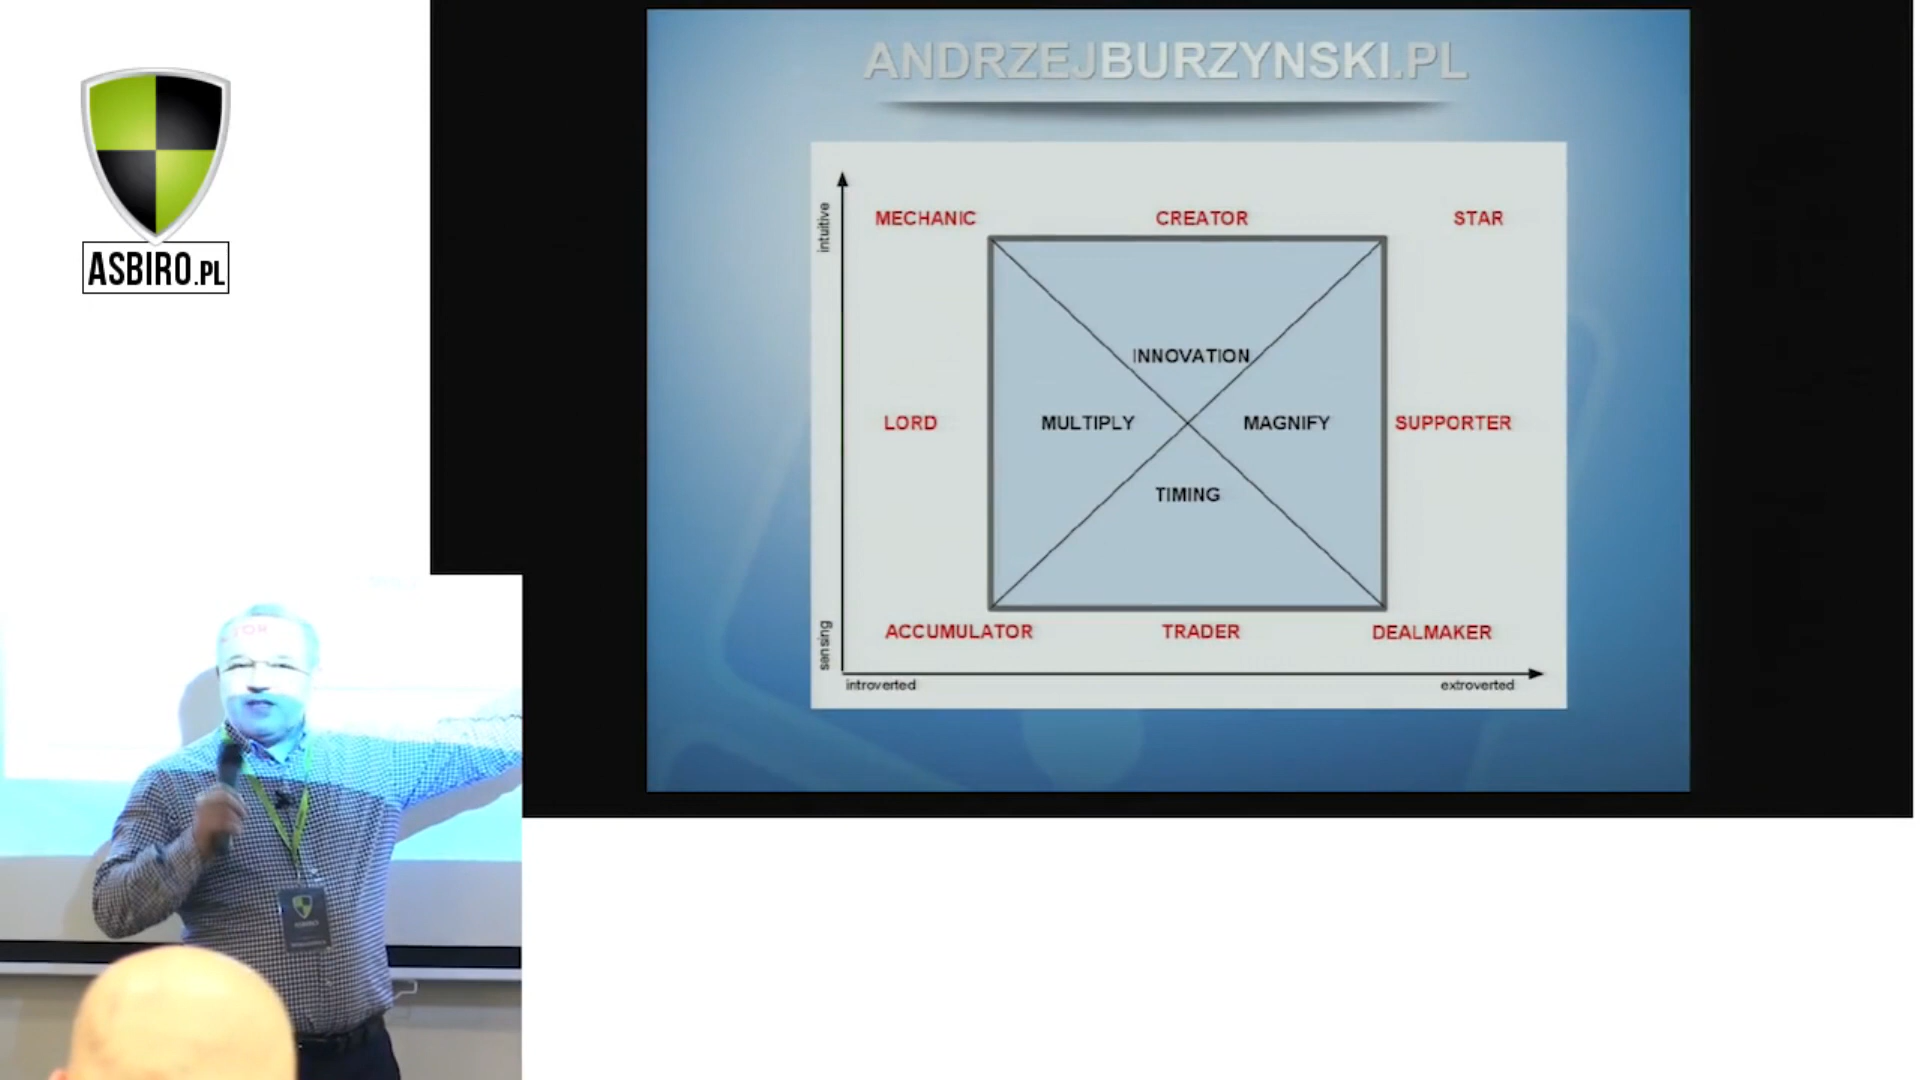 ASBIRO.PL
ANDRZEJBURZYNSKI.PL
intuitive
MECHANIC CREATOR STAR
INNOVATION
LORD MULTIPLY MAGNIFY SUPPORTER
TIMING
sensing
ACCUMULATOR TRADER DEALMAKER
introverted extroverted